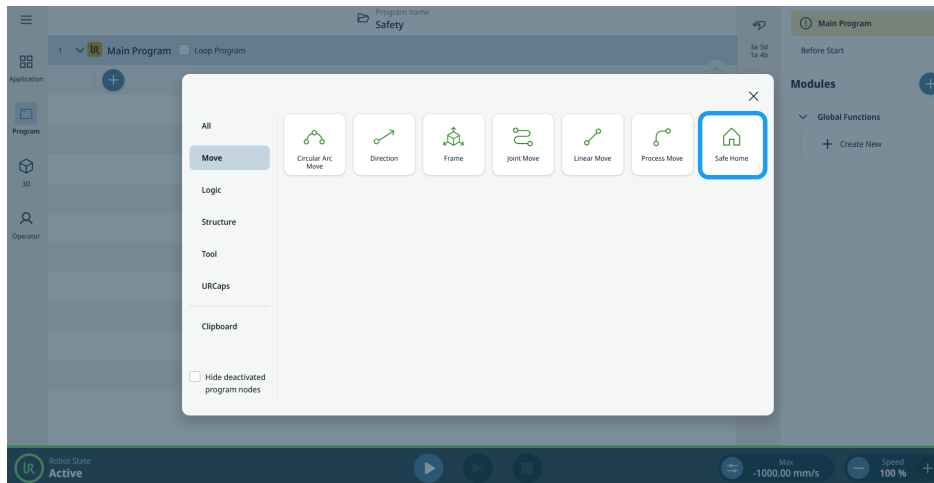 Program name
Safety
Main Program
1
UR
Main Program
Loop Program
3a 5d
1a 4b
Before Start
Application
Modules
All
Global Functions
Program
Move
Circular Arc
Move
Direction
Frame
Joint Move
Linear Move
Process Move
Safe Home
Create New
3D
Logic
Structure
Operator
Tool
URCaps
Clipboard
Hide deactivated
program nodes
UR
Robot State
Active
Max
-1000.00 mm/s
Speed
100 %